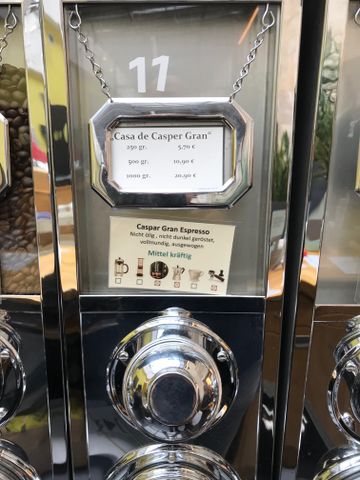 11
„Casa de Casper Gran“
250 gr. 5,70 €
500 gr. 10,90 €
1000 gr. 20,90 €
Caspar Gran Espresso
Nicht ölig, nicht dunkel geröstet,
vollmundig, ausgewogen
Mittel kräftig